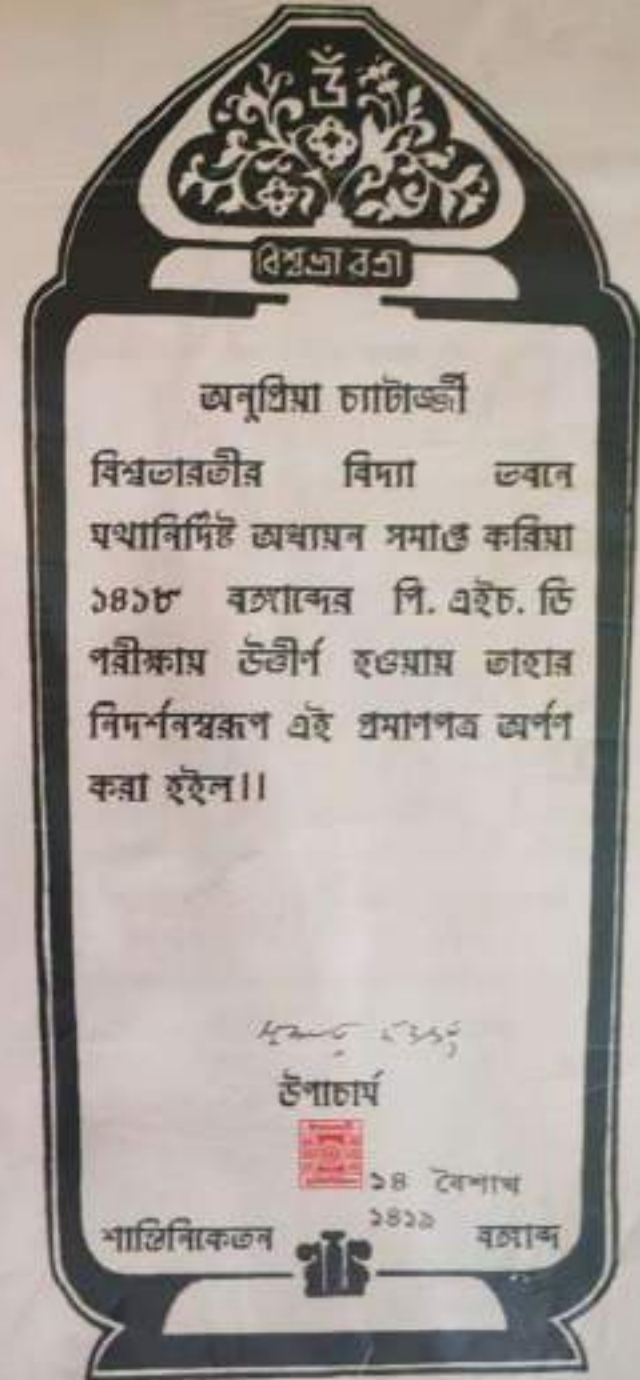 ওঁ
বিশ্বভারতী
অনুপ্রিয়া চ্যাটার্জ্জী
বিশ্বভারতীর বিদ্যা ভবনে
যথানির্দিষ্ট অধ্যয়ন সমাপ্ত করিয়া
১৪১৮ বঙ্গাব্দের পি. এইচ. ডি
পরীক্ষায় উত্তীর্ণ হওয়ায় তাহার
নিদর্শনস্বরূপ এই প্রমাণপত্র অর্পণ
করা হইল।।
উপাচার্য
১৪ বৈশাখ
১৪১৯
শান্তিনিকেতন বঙ্গাব্দ